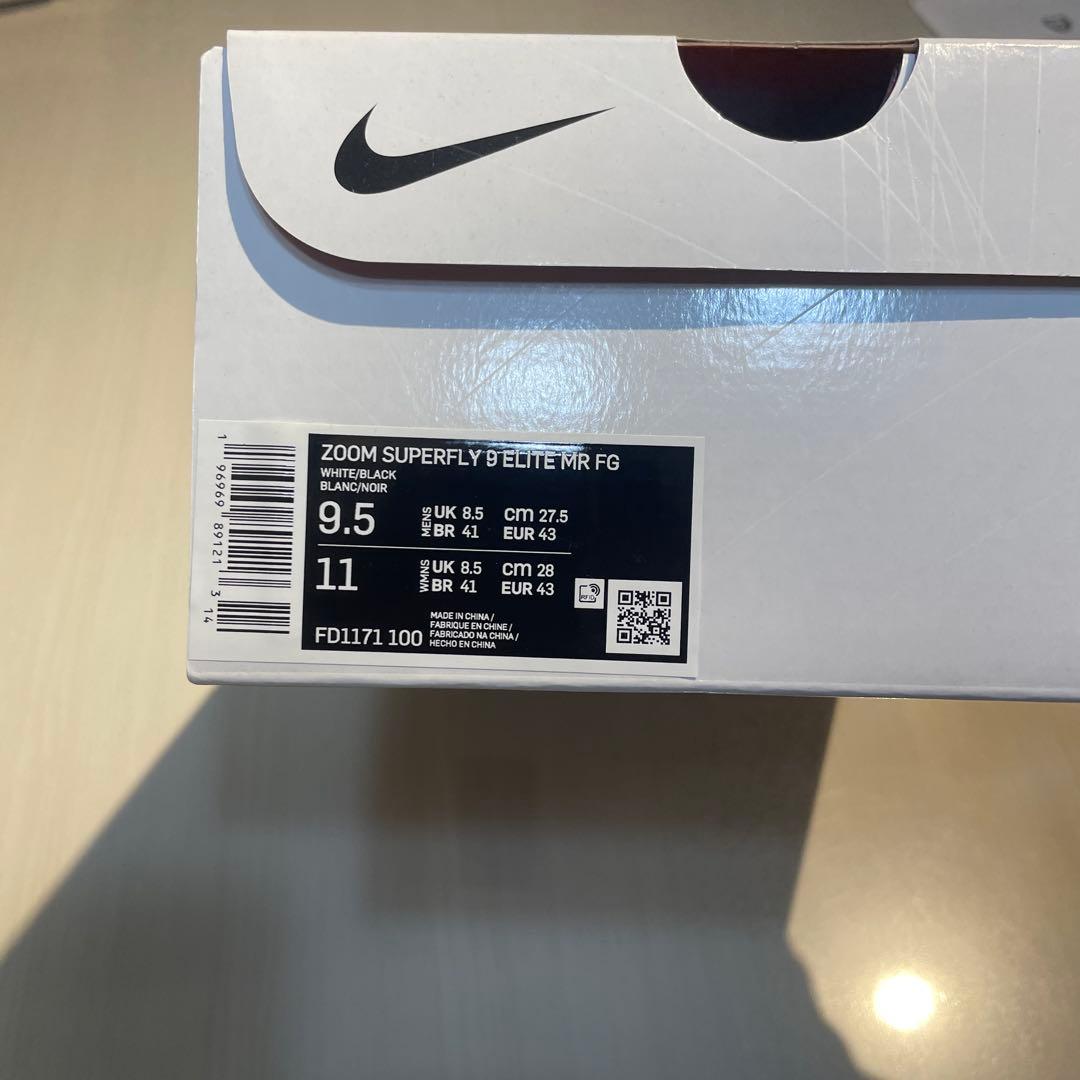 ZOOM SUPERFLY 9 ELITE MR FG
WHITE/BLACK
BLANC/NOIR
9.5 MENS UK 8.5 cm 27.5
BR 41 EUR 43
11 WMNS UK 8.5 cm 28
BR 41 EUR 43
RFID
MADE IN CHINA /
FABRIQUE EN CHINE /
FABRICADO NA CHINA /
HECHO EN CHINA
FD1171 100
1 96969 89121 3 14